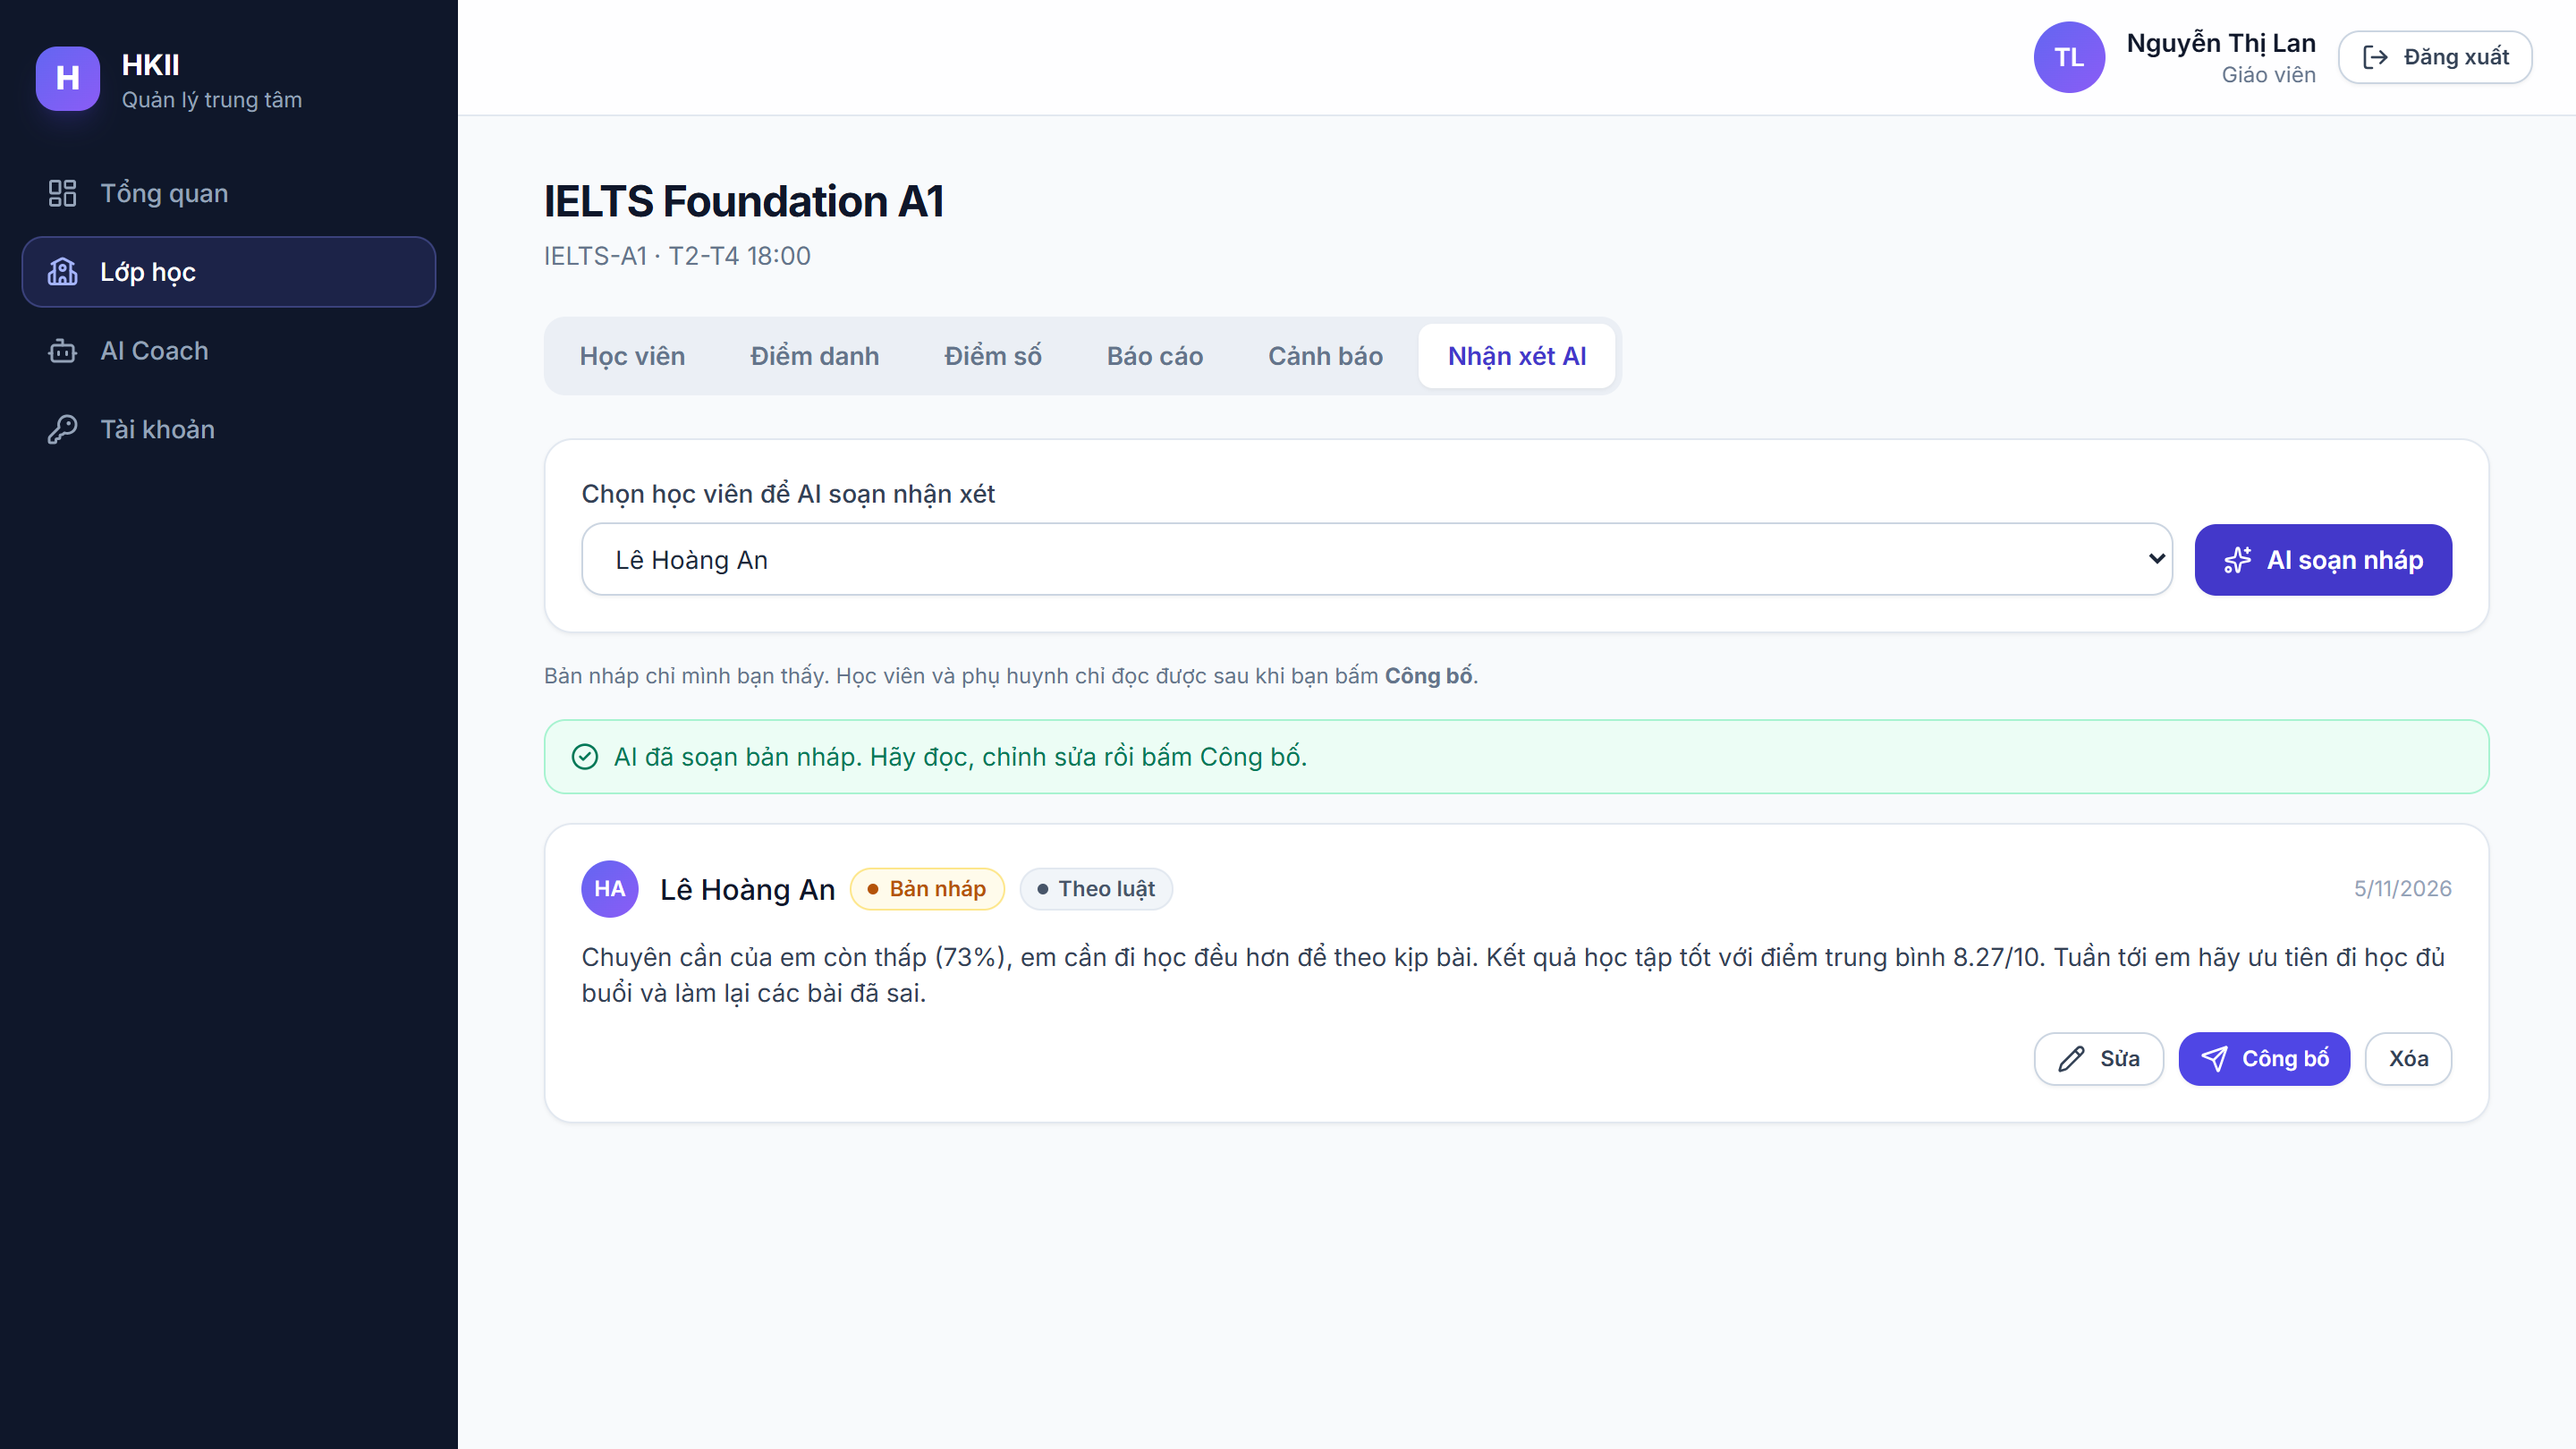 H
HKII
Quản lý trung tâm
Tổng quan
Lớp học
AI Coach
Tài khoản
TL
Nguyễn Thị Lan
Giáo viên
Đăng xuất
IELTS Foundation A1
IELTS-A1 · T2-T4 18:00
Học viên Điểm danh Điểm số Báo cáo Cảnh báo Nhận xét AI
Chọn học viên để AI soạn nhận xét
Lê Hoàng An
AI soạn nháp
Bản nháp chỉ mình bạn thấy. Học viên và phụ huynh chỉ đọc được sau khi bạn bấm Công bố.
AI đã soạn bản nháp. Hãy đọc, chỉnh sửa rồi bấm Công bố.
HA Lê Hoàng An Bản nháp Theo luật 5/11/2026
Chuyên cần của em còn thấp (73%), em cần đi học đều hơn để theo kịp bài. Kết quả học tập tốt với điểm trung bình 8.27/10. Tuần tới em hãy ưu tiên đi học đủ
buổi và làm lại các bài đã sai.
Sửa Công bố Xóa